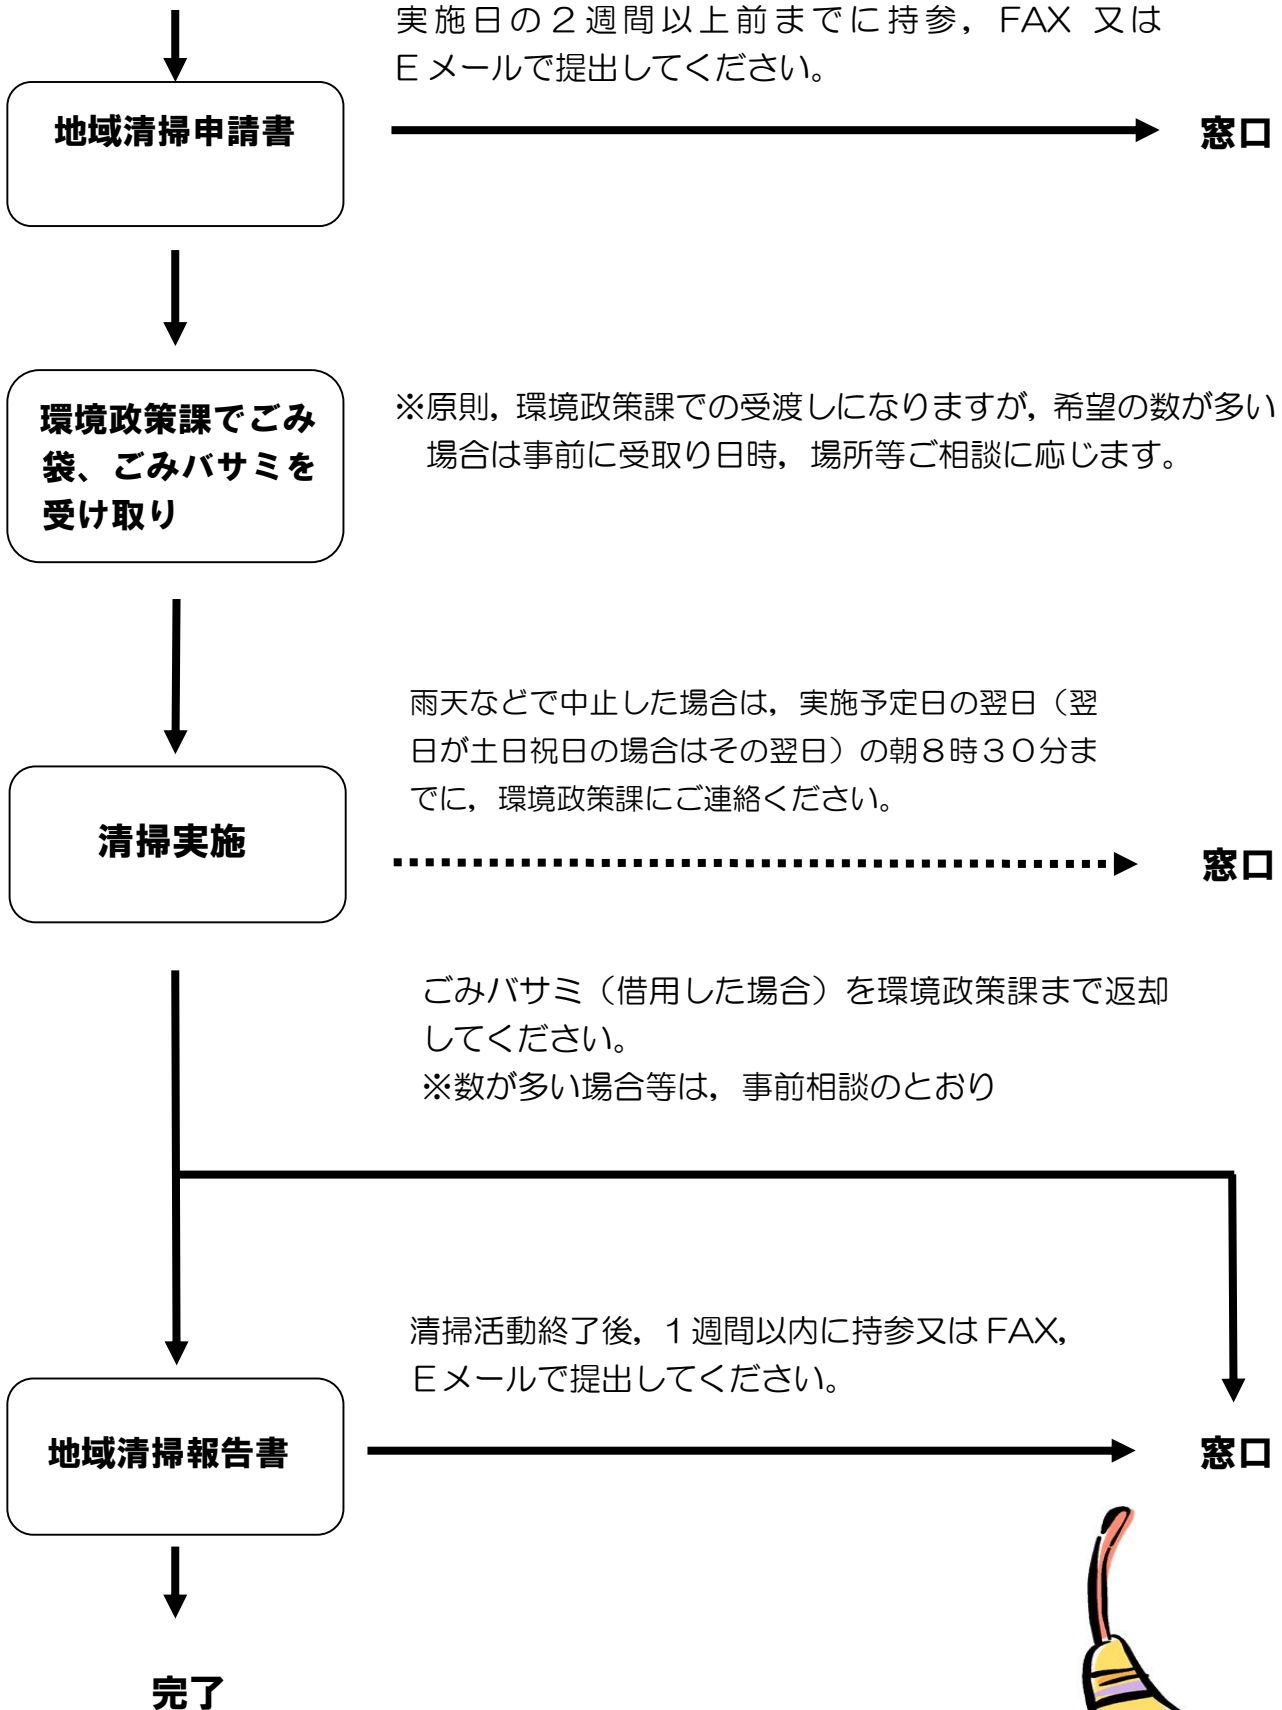 実施日の２週間以上前までに持参，FAX 又は
Eメールで提出してください。
地域清掃申請書
窓口
環境政策課でごみ
袋、ごみバサミを
受け取り
※原則，環境政策課での受渡しになりますが，希望の数が多い
場合は事前に受取り日時，場所等ご相談に応じます。
雨天などで中止した場合は，実施予定日の翌日（翌
日が土日祝日の場合はその翌日）の朝８時３０分ま
でに，環境政策課にご連絡ください。
清掃実施
窓口
ごみバサミ（借用した場合）を環境政策課まで返却
してください。
※数が多い場合等は，事前相談のとおり
清掃活動終了後，１週間以内に持参又は FAX，
Eメールで提出してください。
地域清掃報告書
窓口
完了